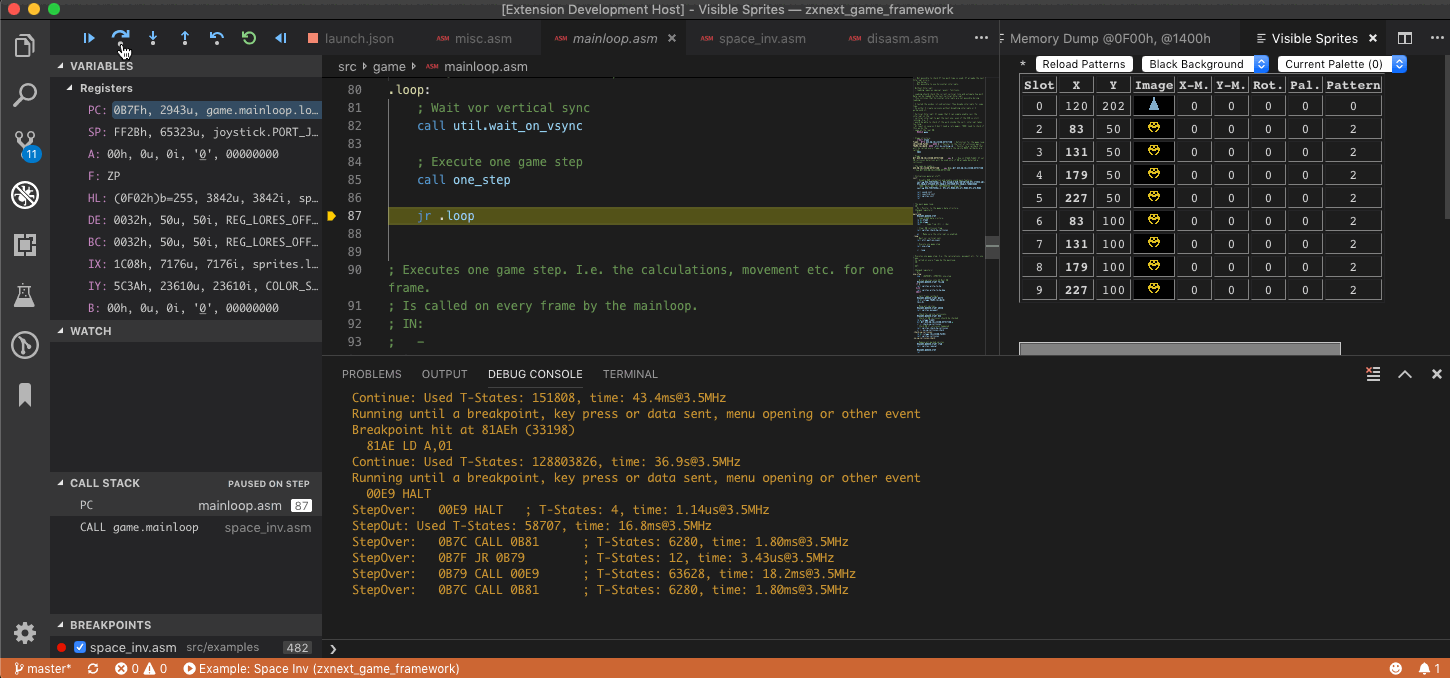 [Extension Development Host] - Visible Sprites — zxnext_game_framework
launch.json
misc.asm
mainloop.asm
space_inv.asm
disasm.asm
Memory Dump @0F00h, @1400h
Visible Sprites
VARIABLES
Registers
PC: 0B7Fh, 2943u, game.mainloop.lo…
SP: FF2Bh, 65323u, joystick.PORT_J…
A: 00h, 0u, 0i, '0', 00000000
F: ZP
HL: (0F02h)b=255, 3842u, 3842i, sp…
DE: 0032h, 50u, 50i, REG_LORES_OFF…
BC: 0032h, 50u, 50i, REG_LORES_OFF…
IX: 1C08h, 7176u, 7176i, sprites.l…
IY: 5C3Ah, 23610u, 23610i, COLOR_S…
B: 00h, 0u, 0i, '0', 00000000
WATCH
CALL STACK
PAUSED ON STEP
PC mainloop.asm 87
CALL game.mainloop space_inv.asm
BREAKPOINTS
space_inv.asm src/examples 482
11
src game ASM mainloop.asm
80 .loop:
81 ; Wait vor vertical sync
82 call util.wait_on_vsync
83
84 ; Execute one game step
85 call one_step
86
87 jr .loop
88
89
90 ; Executes one game step. I.e. the calculations, movement etc. for one
frame.
91 ; Is called on every frame by the mainloop.
92 ; IN:
93 ; -
* Reload Patterns Black Background Current Palette (0)
Slot X Y Image X-M. Y-M. Rot. Pal. Pattern
0 120 202 0 0 0 0 0
2 83 50 0 0 0 0 2
3 131 50 0 0 0 0 2
4 179 50 0 0 0 0 2
5 227 50 0 0 0 0 2
6 83 100 0 0 0 0 2
7 131 100 0 0 0 0 2
8 179 100 0 0 0 0 2
9 227 100 0 0 0 0 2
PROBLEMS OUTPUT DEBUG CONSOLE TERMINAL
Continue: Used T-States: 151808, time: 43.4ms@3.5MHz
Running until a breakpoint, key press or data sent, menu opening or other event
Breakpoint hit at 81AEh (33198)
81AE LD A,01
Continue: Used T-States: 128803826, time: 36.9s@3.5MHz
Running until a breakpoint, key press or data sent, menu opening or other event
00E9 HALT
StepOver: 00E9 HALT ; T-States: 4, time: 1.14us@3.5MHz
StepOut: Used T-States: 58707, time: 16.8ms@3.5MHz
StepOver: 0B7C CALL 0B81 ; T-States: 6280, time: 1.80ms@3.5MHz
StepOver: 0B7F JR 0B79 ; T-States: 12, time: 3.43us@3.5MHz
StepOver: 0B79 CALL 00E9 ; T-States: 63628, time: 18.2ms@3.5MHz
StepOver: 0B7C CALL 0B81 ; T-States: 6280, time: 1.80ms@3.5MHz
master* 0 0 Example: Space Inv (zxnext_game_framework) 1